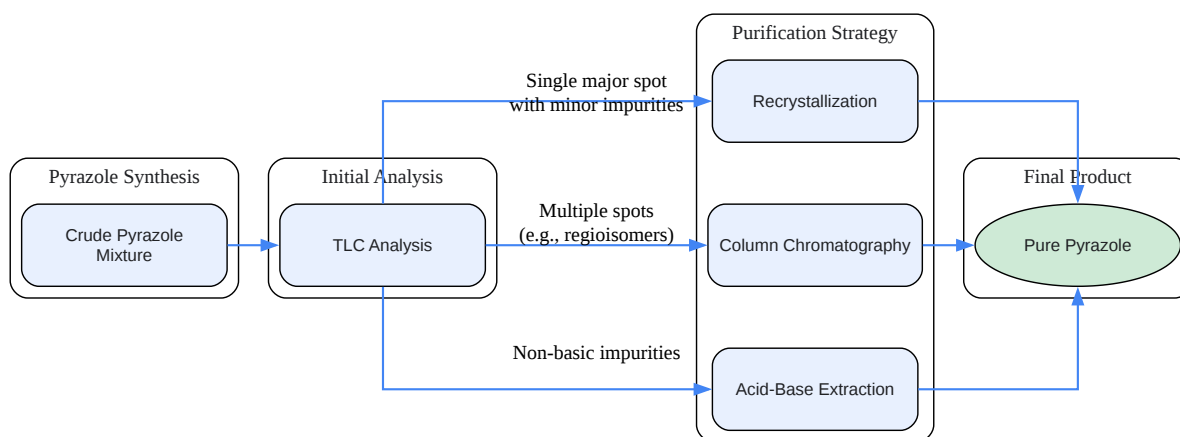 Purification Strategy
Single major spot
with minor impurities
Recrystallization
Pyrazole Synthesis
Initial Analysis
Final Product
Crude Pyrazole
Mixture
TLC Analysis
Multiple spots
(e.g., regioisomers)
Column Chromatography
Pure Pyrazole
Non-basic impurities
Acid-Base Extraction